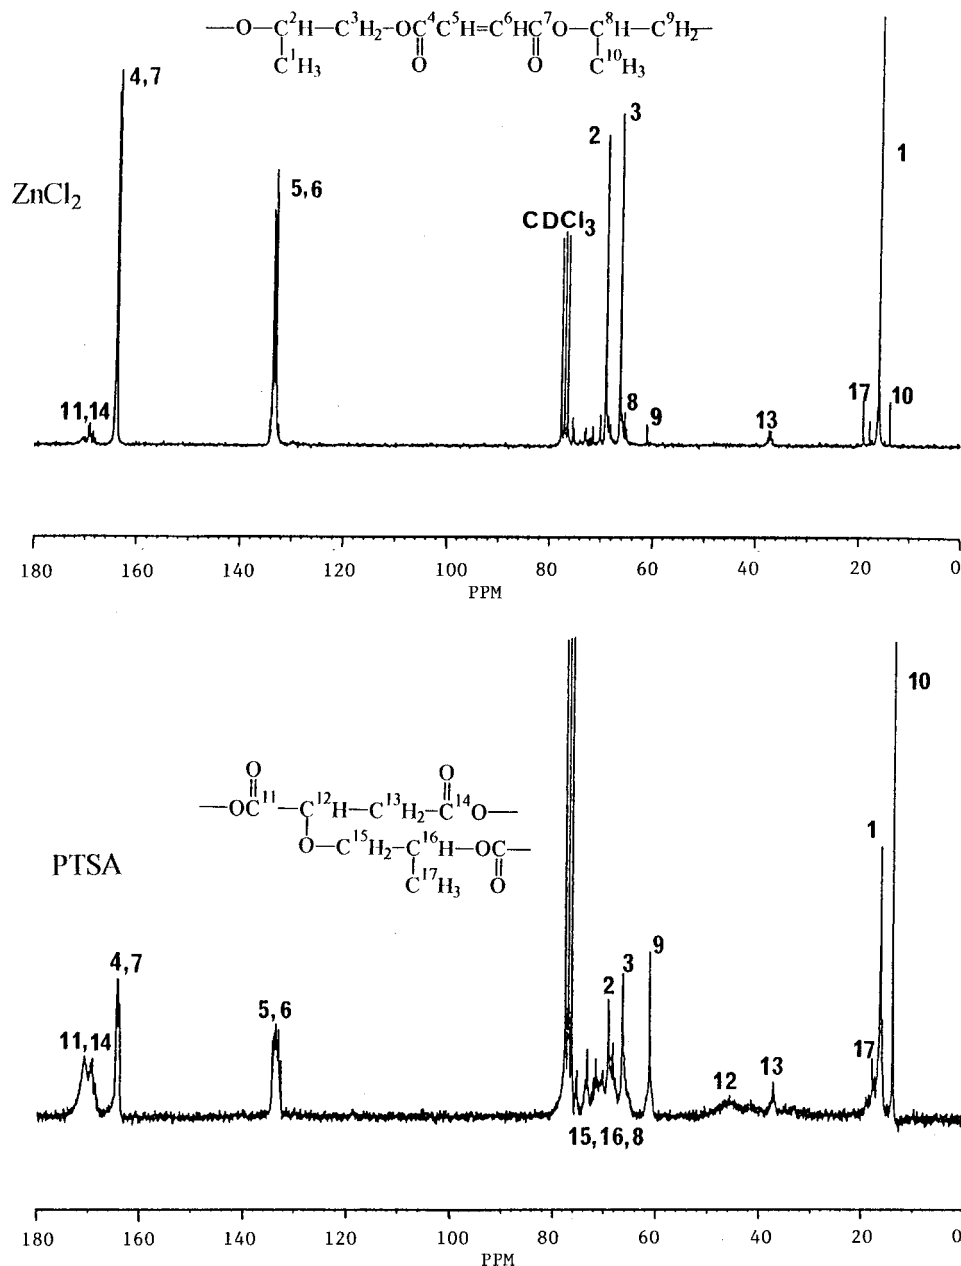 —O—C²H—C³H₂–OC⁴C⁵H=C⁶HC⁷O—C⁸H—C⁹H₂—
C¹H₃ O O C¹⁰H₃
4,7
3
2
1
ZnCl₂
5,6
CDCl₃
11,14
8
9
13
17
10
180 160 140 120 100 80 60 40 20 0
PPM
10
O O
—OC¹¹–C¹²H—C¹³H₂–C¹⁴O—
O—C¹⁵H₂–C¹⁶H—OC—
C¹⁷H₃ O
PTSA
1
4,7
9
3
2
5,6
11,14
17
12
13
15,16,8
180 160 140 120 100 80 60 40 20 0
PPM